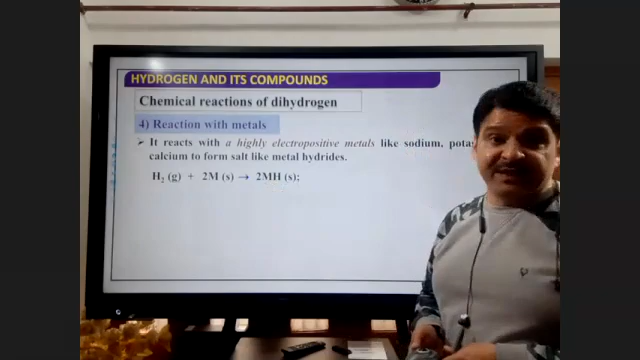 HYDROGEN AND ITS COMPOUNDS
Chemical reactions of dihydrogen
4) Reaction with metals
➤ It reacts with a highly electropositive metals like sodium, potas
calcium to form salt like metal hydrides.
H₂ (g) + 2M (s) → 2MH (s);